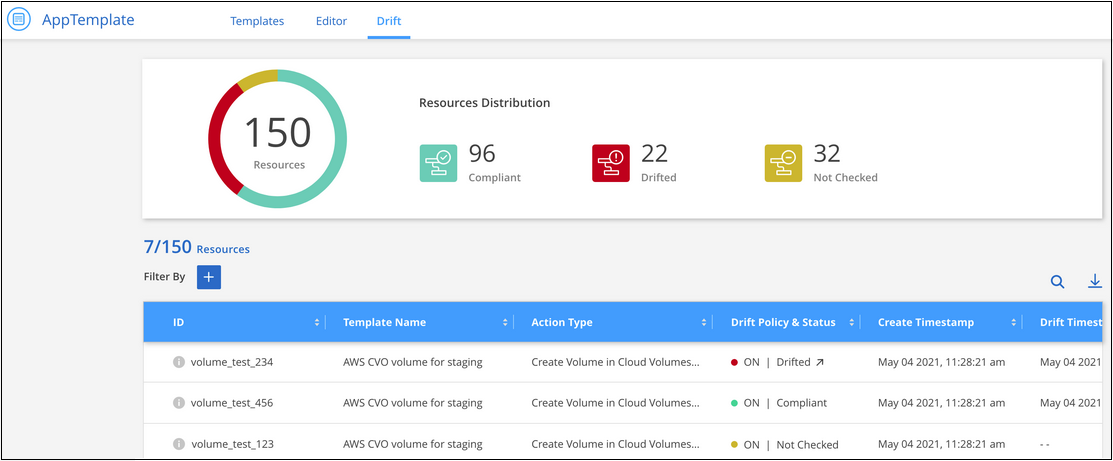 AppTemplate Templates Editor Drift
150
Resources
Resources Distribution
96
Compliant
22
Drifted
32
Not Checked
7/150 Resources
Filter By
ID Template Name Action Type Drift Policy & Status Create Timestamp Drift Timest
volume_test_234 AWS CVO volume for staging Create Volume in Cloud Volumes... ON | Drifted May 04 2021, 11:28:21 am May 04 2021
volume_test_456 AWS CVO volume for staging Create Volume in Cloud Volumes... ON | Compliant May 04 2021, 11:28:21 am May 04 2021
volume_test_123 AWS CVO volume for staging Create Volume in Cloud Volumes... ON | Not Checked May 04 2021, 11:28:21 am --